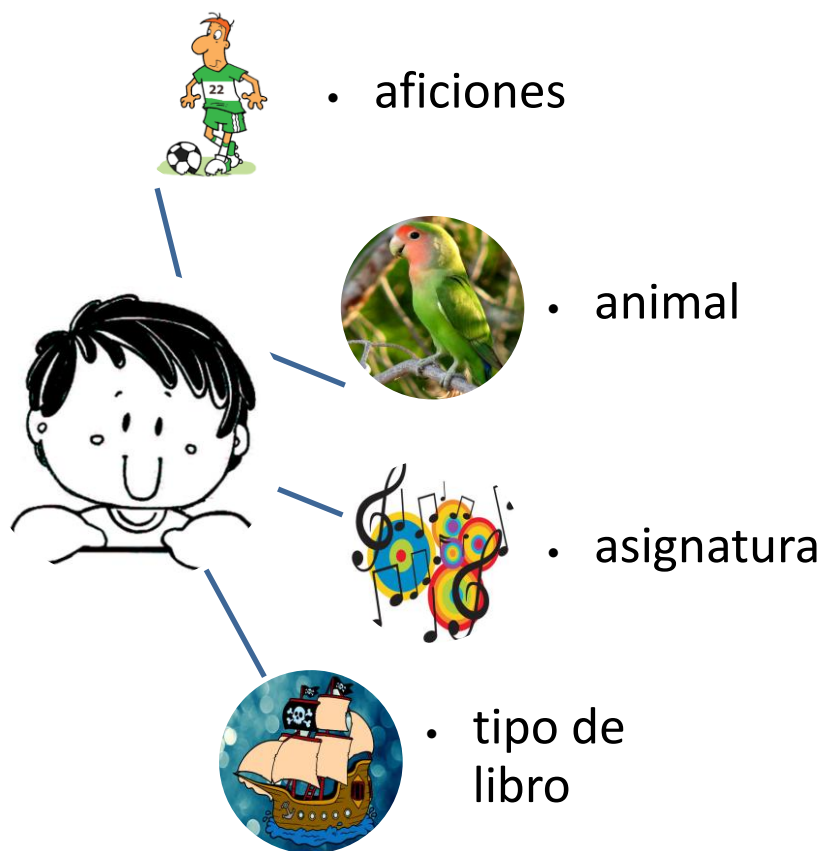 22
• aficiones
• animal
• asignatura
• tipo de
libro